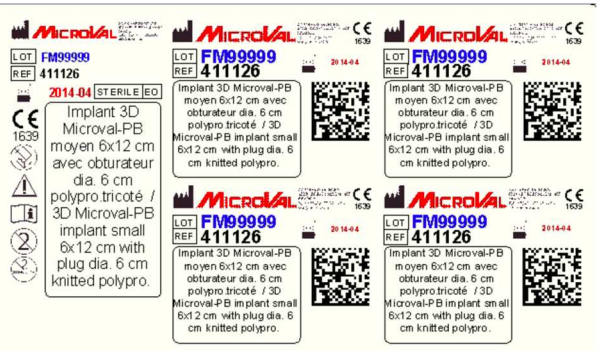 MICROVAL
LOT FM99999
REF 411126
2014-04 STERILE EO
1639
Implant 3D
Microval-PB
moyen 6x12 cm
avec obturateur
dia. 6 cm
polypro.tricoté /
3D Microval-PB
implant small
6x12 cm with
plug dia. 6 cm
knitted polypro.
2
MICROVAL
1639
LOT FM99999
REF 411126
2014-04
Implant 3D Microval-PB
moyen 6x12 cm avec
obturateur dia. 6 cm
polypro.tricoté / 3D
Microval-PB implant small
6x12 cm with plug dia. 6
cm knitted polypro.
MICROVAL
1639
LOT FM99999
REF 411126
2014-04
Implant 3D Microval-PB
moyen 6x12 cm avec
obturateur dia. 6 cm
polypro.tricoté / 3D
Microval-PB implant small
6x12 cm with plug dia. 6
cm knitted polypro.
MICROVAL
1639
LOT FM99999
REF 411126
2014-04
Implant 3D Microval-PB
moyen 6x12 cm avec
obturateur dia. 6 cm
polypro.tricoté / 3D
Microval-PB implant small
6x12 cm with plug dia. 6
cm knitted polypro.
MICROVAL
1639
LOT FM99999
REF 411126
2014-04
Implant 3D Microval-PB
moyen 6x12 cm avec
obturateur dia. 6 cm
polypro.tricoté / 3D
Microval-PB implant small
6x12 cm with plug dia. 6
cm knitted polypro.